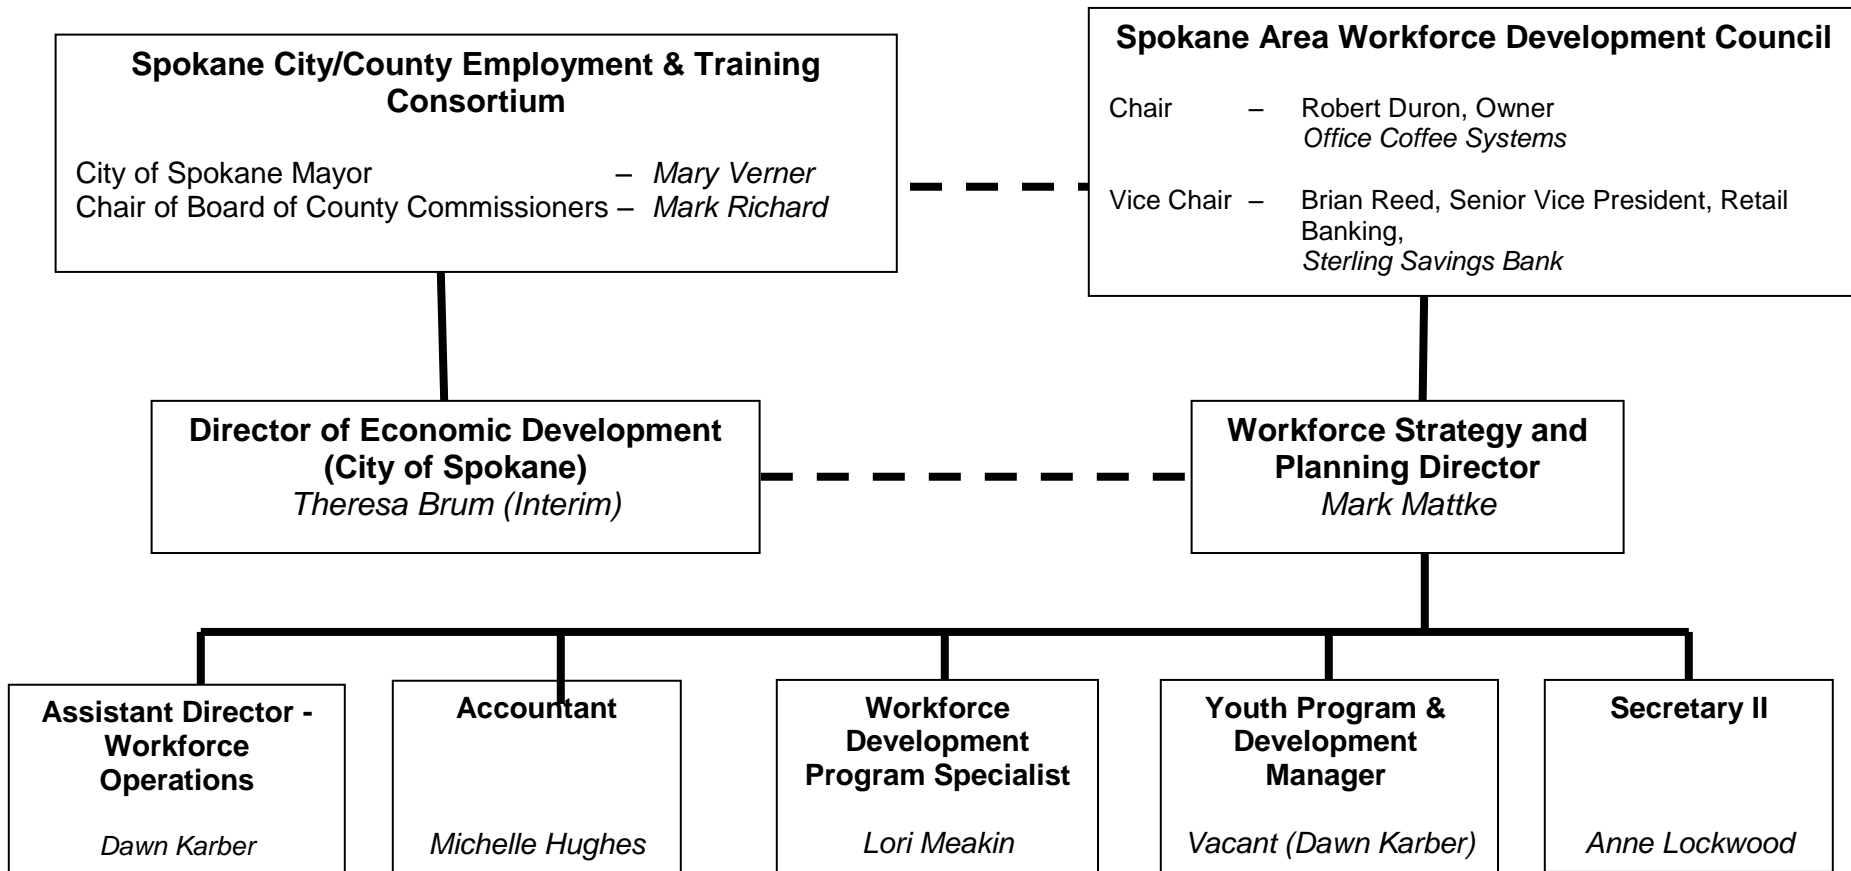 Spokane City/County Employment & Training
Consortium
City of Spokane Mayor – Mary Verner
Chair of Board of County Commissioners – Mark Richard
Spokane Area Workforce Development Council
Chair – Robert Duron, Owner
Office Coffee Systems
Vice Chair – Brian Reed, Senior Vice President, Retail
Banking,
Sterling Savings Bank
Director of Economic Development
(City of Spokane)
Theresa Brum (Interim)
Workforce Strategy and
Planning Director
Mark Mattke
Assistant Director -
Workforce
Operations
Dawn Karber
Accountant
Michelle Hughes
Workforce
Development
Program Specialist
Lori Meakin
Youth Program &
Development
Manager
Vacant (Dawn Karber)
Secretary II
Anne Lockwood